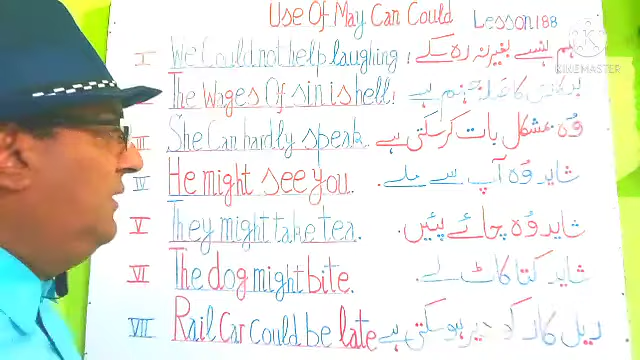 Use Of May Can Could Lesson 188
KINEMASTER
I We Could not help laughing! ہم ہنسے بغیر نہ رہ سکے
The Wages Of sin is hell! کا ہے
III She Can hardly speak. وہ مشکل بات کر سکتی ہے
IV He might see you. شاید وہ آپ سے ملے
V They might take tea. شاید وہ چائے پئیں
VI The dog might bite. شاید کتا کاٹ لے
VII Rail Car Could be late ریل کار کو دیر ہو سکتی ہے